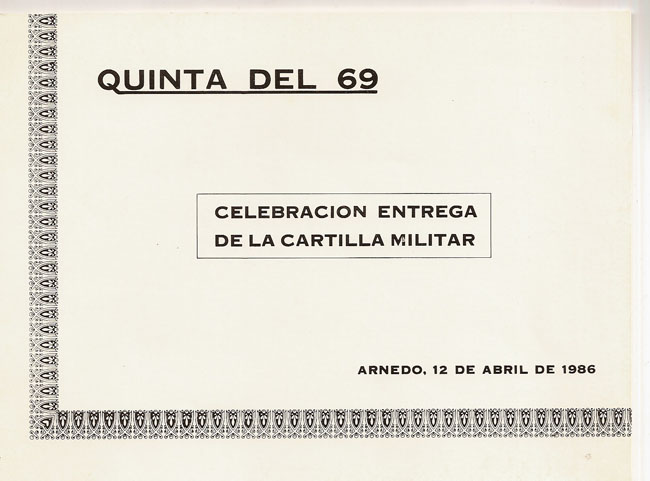 QUINTA DEL 69
CELEBRACION ENTREGA
DE LA CARTILLA MILITAR
ARNEDO, 12 DE ABRIL DE 1986